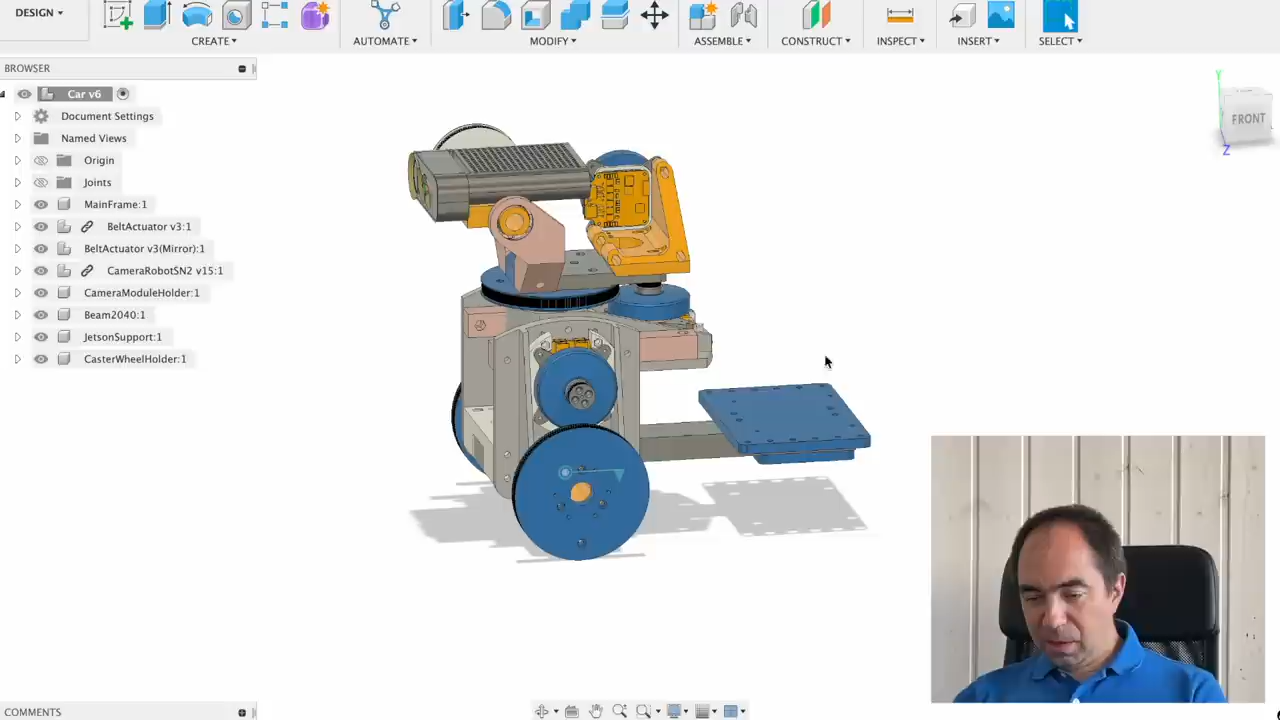 DESIGN
CREATE
AUTOMATE
MODIFY
ASSEMBLE
CONSTRUCT
INSPECT
INSERT
SELECT
BROWSER
Car v6
Document Settings
Named Views
Origin
Joints
MainFrame:1
BeltActuator v3:1
BeltActuator v3(Mirror):1
CameraRobotSN2 v15:1
CameraModuleHolder:1
Beam2040:1
JetsonSupport:1
CasterWheelHolder:1
Y
FRONT
Z
COMMENTS